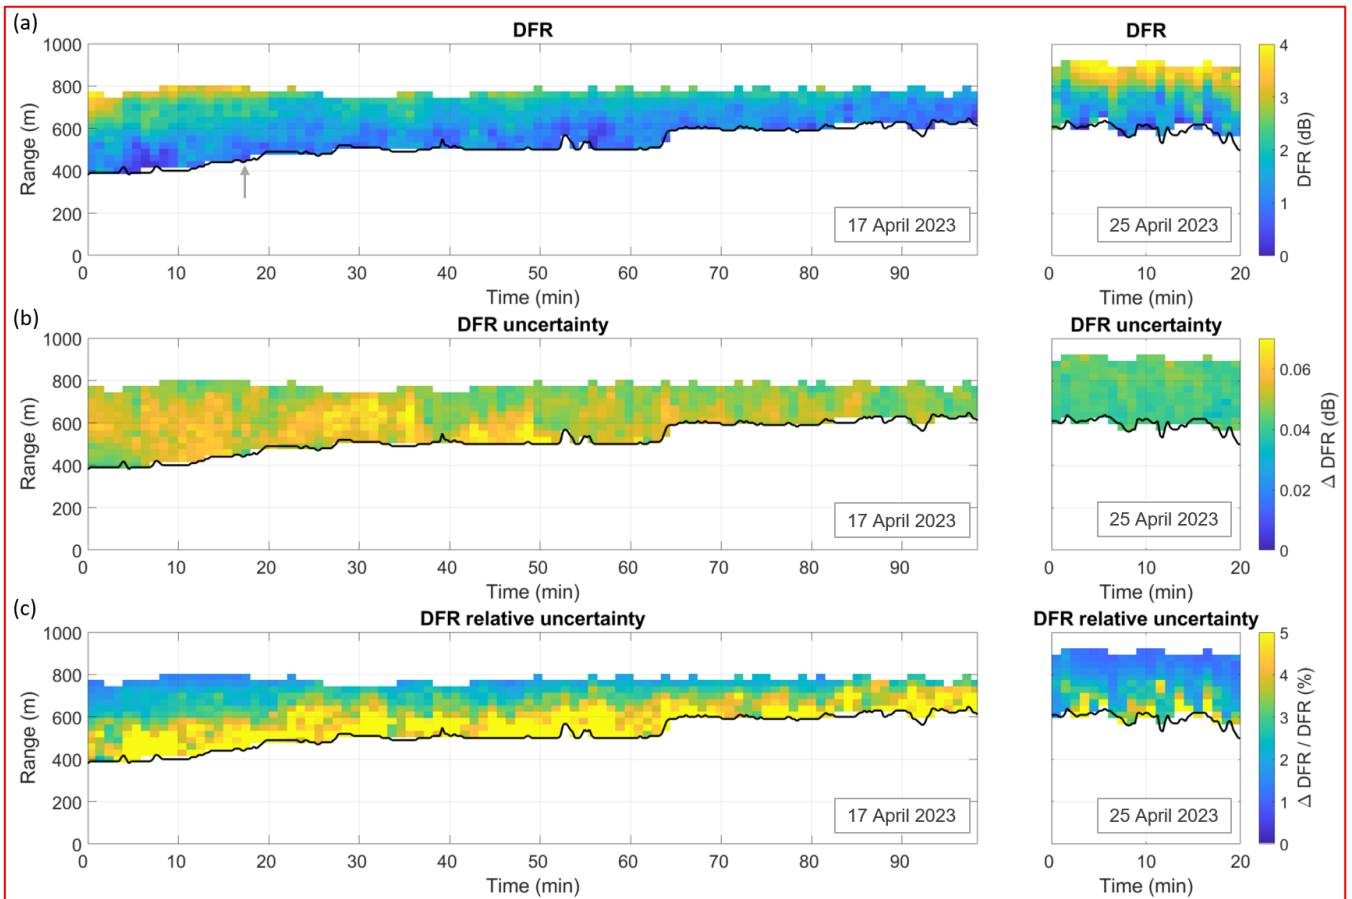 (a)
DFR
DFR
1000
800
600
400
200
0
Range (m)
17 April 2023
0 10 20 30 40 50 60 70 80 90
Time (min)
25 April 2023
0 10 20
Time (min)
4
3
2
1
0
DFR (dB)
(b)
DFR uncertainty
DFR uncertainty
1000
800
600
400
200
0
Range (m)
17 April 2023
0 10 20 30 40 50 60 70 80 90
Time (min)
25 April 2023
0 10 20
Time (min)
0.06
0.04
0.02
0
Δ DFR (dB)
(c)
DFR relative uncertainty
DFR relative uncertainty
1000
800
600
400
200
0
Range (m)
17 April 2023
0 10 20 30 40 50 60 70 80 90
Time (min)
25 April 2023
0 10 20
Time (min)
5
4
3
2
1
0
Δ DFR / DFR (%)